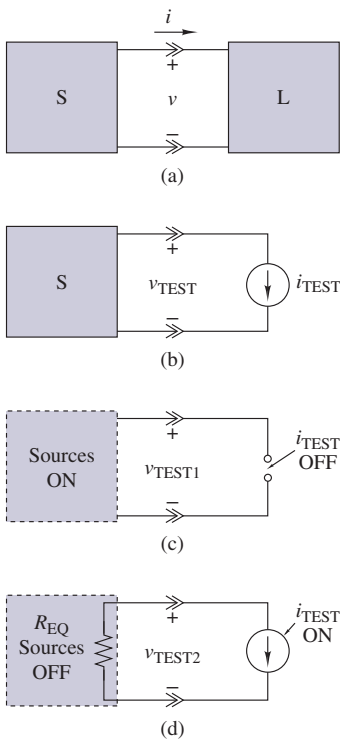 i
+
S v L
−
(a)
+
S vTEST iTEST
−
(b)
+
Sources ON vTEST1 iTEST OFF
−
(c)
+
REQ Sources OFF vTEST2 iTEST ON
−
(d)